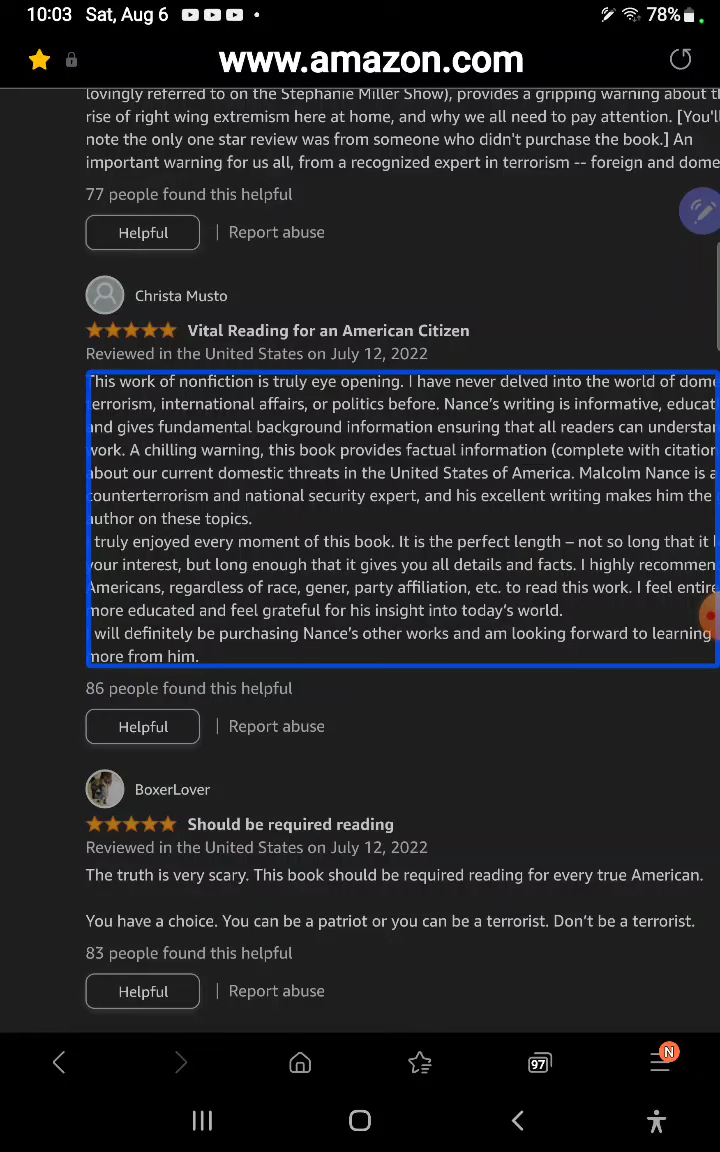 10:03 Sat, Aug 6 78%
www.amazon.com
lovingly referred to on the Stephanie Miller Show), provides a gripping warning about
rise of right wing extremism here at home, and why we all need to pay attention. [You'll
note the only one star review was from someone who didn't purchase the book.] An
important warning for us all, from a recognized expert in terrorism -- foreign and
77 people found this helpful
Helpful | Report abuse
Christa Musto
Vital Reading for an American Citizen
Reviewed in the United States on July 12, 2022
This work of nonfiction is truly eye opening. I have never delved into the world of
terrorism, international affairs, or politics before. Nance's writing is informative,
and gives fundamental background information ensuring that all readers can
work. A chilling warning, this book provides factual information (complete with
about our current domestic threats in the United States of America. Malcolm Nance is a
counterterrorism and national security expert, and his excellent writing makes him the
author on these topics.
truly enjoyed every moment of this book. It is the perfect length – not so long that it
your interest, but long enough that it gives you all details and facts. I highly
Americans, regardless of race, gener, party affiliation, etc. to read this work. I feel
more educated and feel grateful for his insight into today's world.
will definitely be purchasing Nance's other works and am looking forward to learning
more from him.
86 people found this helpful
Helpful | Report abuse
BoxerLover
Should be required reading
Reviewed in the United States on July 12, 2022
The truth is very scary. This book should be required reading for every true American.
You have a choice. You can be a patriot or you can be a terrorist. Don't be a terrorist.
83 people found this helpful
Helpful | Report abuse
97 N